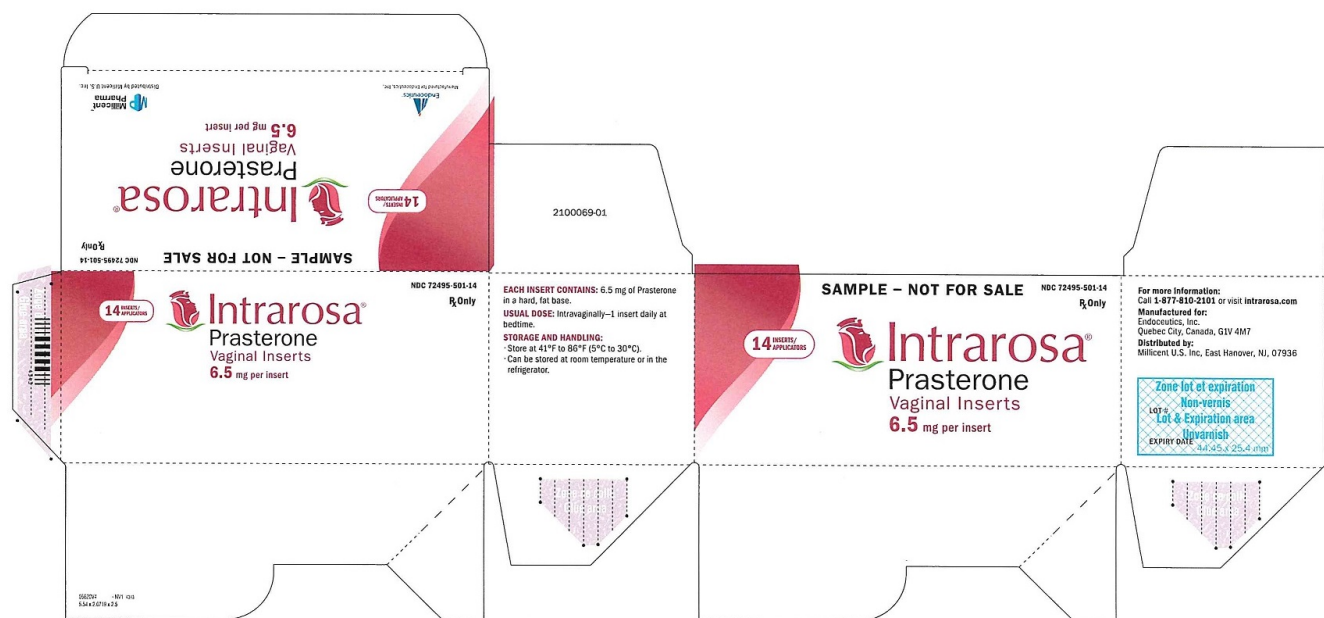 Distributed by Millicent U.S. Inc.
Millicent
Pharma
Manufactured for Endoceutics, Inc.
Endoceutics
6.5 mg per insert
Vaginal Inserts
Prasterone
Intrarosa®
14 INSERTS/
APPLICATORS
SAMPLE – NOT FOR SALE
NDC 72495-501-14
℞ Only
14 INSERTS/
APPLICATORS
NDC 72495-501-14
℞ Only
Intrarosa®
Prasterone
Vaginal Inserts
6.5 mg per insert
2100069-01
EACH INSERT CONTAINS: 6.5 mg of Prasterone
in a hard, fat base.
USUAL DOSE: Intravaginally—1 insert daily at
bedtime.
STORAGE AND HANDLING:
· Store at 41°F to 86°F (5°C to 30°C).
· Can be stored at room temperature or in the
refrigerator.
SAMPLE – NOT FOR SALE
NDC 72495-501-14
℞ Only
14 INSERTS/
APPLICATORS
Intrarosa®
Prasterone
Vaginal Inserts
6.5 mg per insert
For more Information:
Call 1-877-810-2101 or visit intrarosa.com
Manufactured for:
Endoceutics, Inc.
Quebec City, Canada, G1V 4M7
Distributed by:
Millicent U.S. Inc, East Hanover, NJ, 07936
Zone lot et expiration
Non-vernis
LOT #
Lot & Expiration area
Unvarnish
EXPIRY DATE
44.45 x 25.4 mm